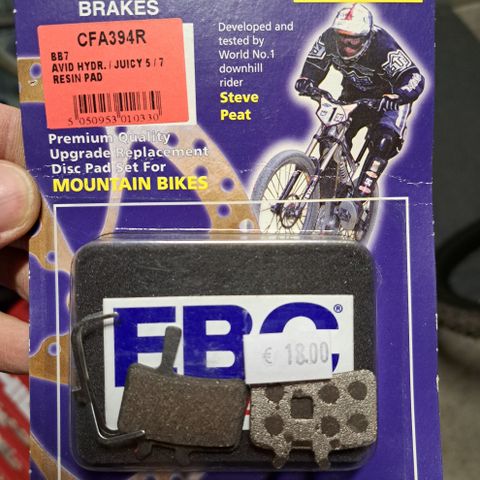 BRAKES
CFA394R
BB7
AVID HYDR. / JUICY 5 / 7
RESIN PAD
5 050953 010330
Developed and
tested by
World No.1
downhill
rider
Steve
Peat
Premium Quality
Upgrade Replacement
Disc Pad Set For
MOUNTAIN BIKES
EBC®
€ 18.00